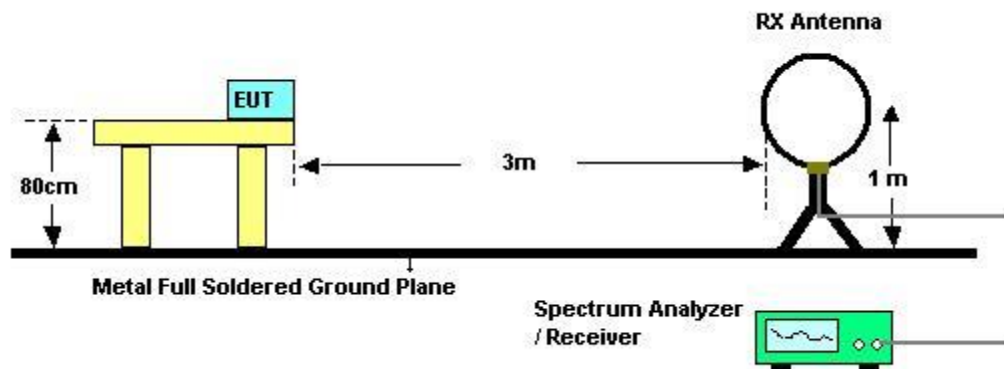 RX Antenna
EUT
3m
80cm
1 m
Metal Full Soldered Ground Plane
Spectrum Analyzer
/ Receiver